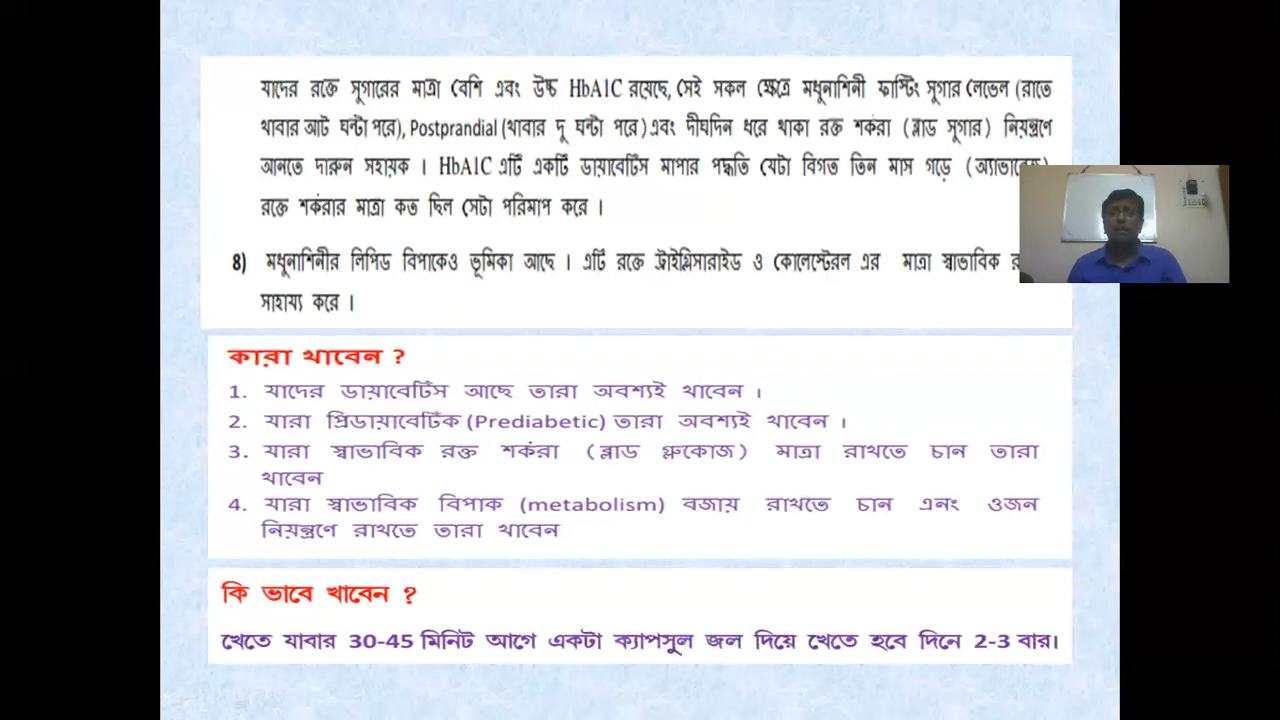 যাদের রক্তে সুগারের মাত্রা বেশি এবং উচ্চ HbA1C রয়েছে, সেই সকল ক্ষেত্রে মধুনাশিনী ফাস্টিং সুগার লেভেল (রাতে
খাবার আট ঘন্টা পরে), Postprandial (খাবার দু ঘন্টা পরে) এবং দীর্ঘদিন ধরে থাকা রক্ত শর্করা (ব্লাড সুগার) নিয়ন্ত্রণে
আনতে দারুন সহায়ক । HbA1C এটি একটি ডায়াবেটিস মাপার পদ্ধতি যেটা বিগত তিন মাস গড়ে
রক্তে শর্করার মাত্রা কত ছিল সেটা পরিমাপ করে ।
8) মধুনাশিনীর লিপিড বিপাকেও ভূমিকা আছে । এটি রক্তে ট্রাইগ্লিসারাইড ও কোলেস্টেরল এর মাত্রা স্বাভাবিক
সাহায্য করে ।
কারা খাবেন ?
1. যাদের ডায়াবেটিস আছে তারা অবশ্যই খাবেন ।
2. যারা প্রিডায়াবেটিক (Prediabetic) তারা অবশ্যই খাবেন ।
3. যারা স্বাভাবিক রক্ত শর্করা (ব্লাড গ্লুকোজ) মাত্রা রাখতে চান তারা
খাবেন
4. যারা স্বাভাবিক বিপাক (metabolism) বজায় রাখতে চান এনং ওজন
নিয়ন্ত্রণে রাখতে তারা খাবেন
কি ভাবে খাবেন ?
খেতে যাবার 30-45 মিনিট আগে একটা ক্যাপসুল জল দিয়ে খেতে হবে দিনে 2-3 বার।